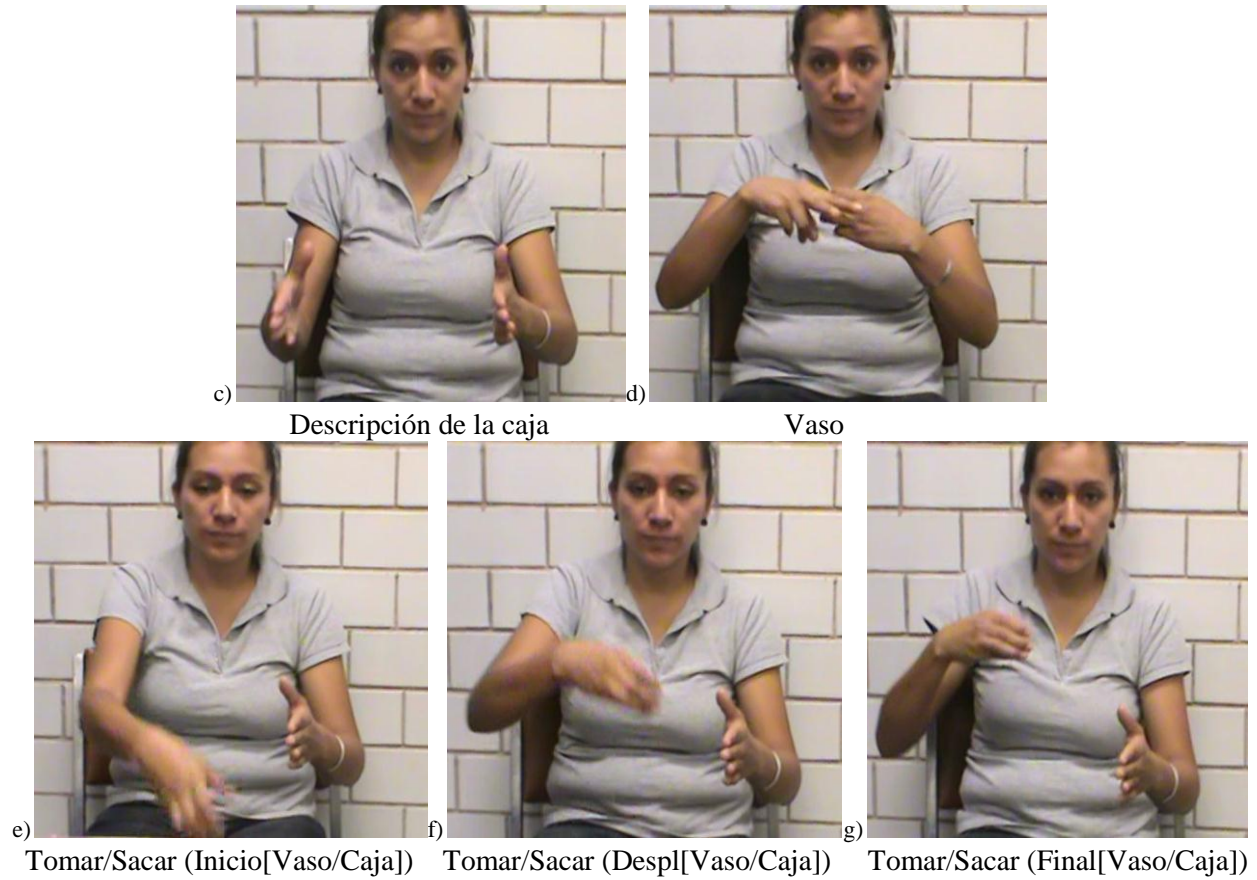 c) d)
Descripción de la caja Vaso
e) f) g)
Tomar/Sacar (Inicio[Vaso/Caja]) Tomar/Sacar (Despl[Vaso/Caja]) Tomar/Sacar (Final[Vaso/Caja])